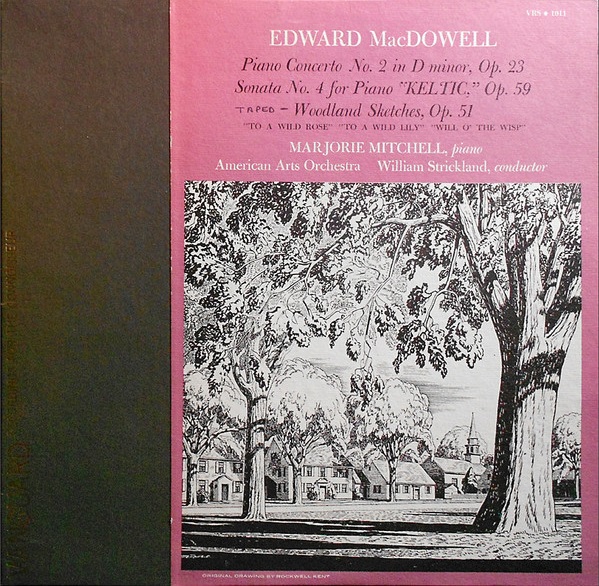 VRS • 1011
EDWARD MacDOWELL
Piano Concerto No. 2 in D minor, Op. 23
Sonata No. 4 for Piano "KELTIC," Op. 59
TAPED – Woodland Sketches, Op. 51
"TO A WILD ROSE" "TO A WILD LILY" "WILL O' THE WISP"
MARJORIE MITCHELL, piano
American Arts Orchestra William Strickland, conductor
ORIGINAL DRAWING BY ROCKWELL KENT